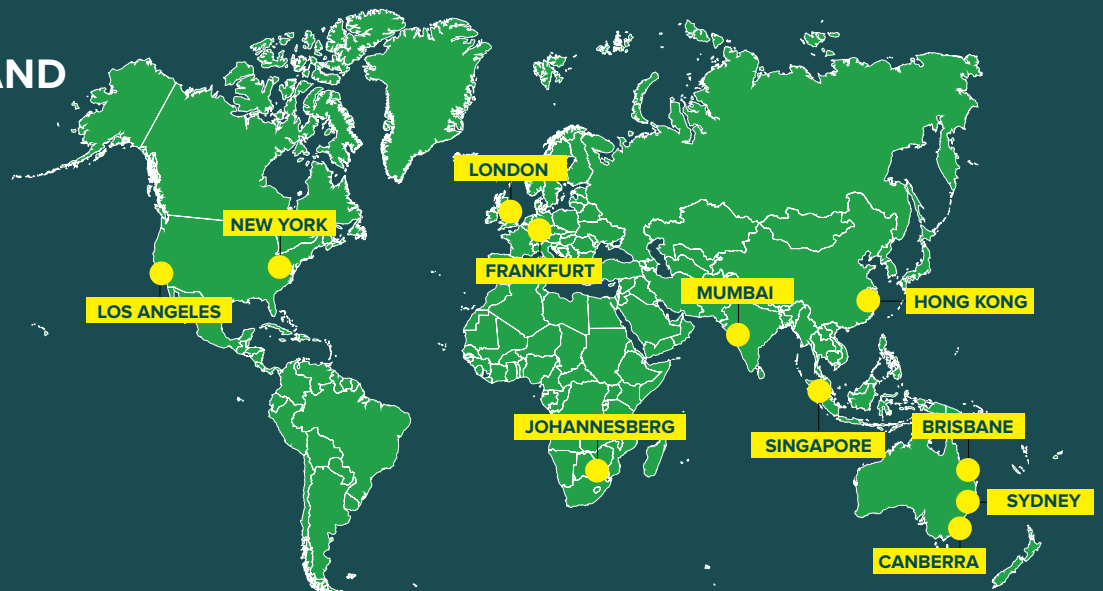 AND
LONDON
NEW YORK
FRANKFURT
MUMBAI
LOS ANGELES
HONG KONG
JOHANNESBERG
BRISBANE
SINGAPORE
SYDNEY
CANBERRA